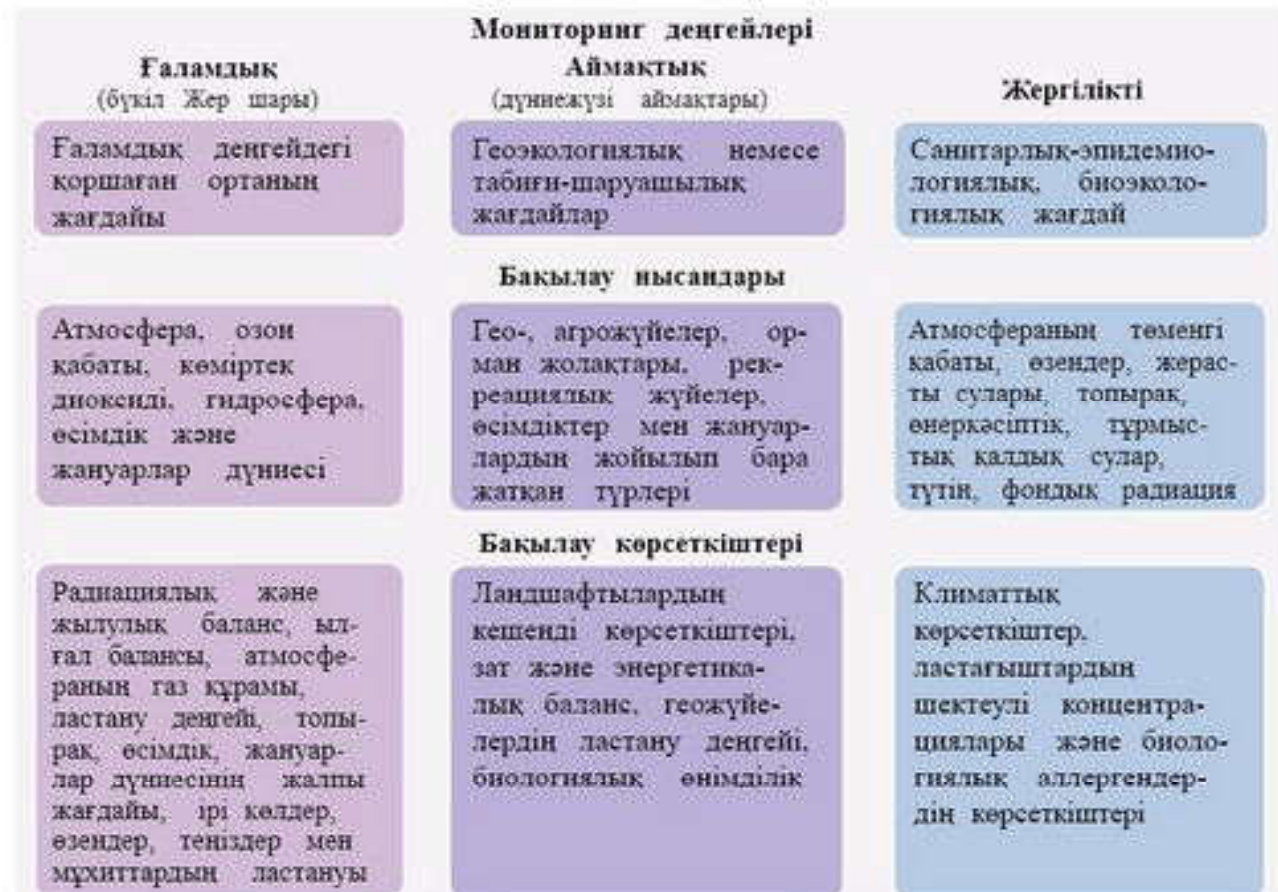 Мониторинг деңгейлері
Ғаламдық
(бүкіл Жер шары)
Аймақтық
(дүниежүзі аймақтары)
Жергілікті
Ғаламдық деңгейдегі
қоршаған ортаның
жағдайы
Геоэкологиялық немесе
табиғи-шаруашылық
жағдайлар
Санитарлық-эпидемио-
логиялық, биоэколо-
гиялық жағдай
Бақылау нысандары
Атмосфера, озон
қабаты, көміртек
диоксиді, гидросфера,
өсімдік және
жануарлар дүниесі
Гео-, агрожүйелер, ор-
ман жолақтары, рек-
реациялық жүйелер,
өсімдіктер мен жануар-
лардың жойылып бара
жатқан түрлері
Атмосфераның төменгі
қабаты, өзендер, жерас-
ты сулары, топырақ,
өнеркәсіптік, тұрмыс-
тық қалдық сулар,
түтін, фондық радиация
Бақылау көрсеткіштері
Радиациялық және
жылулық баланс, ыл-
ғал балансы, атмосфе-
раның газ құрамы,
ластану деңгейі, топы-
рақ, өсімдік, жануар-
лар дүниесінің жалпы
жағдайы, ірі көлдер,
өзендер, теңіздер мен
мұхиттардың ластануы
Ландшафтылардың
кешенді көрсеткіштері,
зат және энергетика-
лық баланс, геожүйе-
лердің ластану деңгейі,
биологиялық өнімділік
Климаттық
көрсеткіштер,
ластағыштардың
шектеулі концентра-
циялары және биоло-
гиялық аллергендер-
дің көрсеткіштері